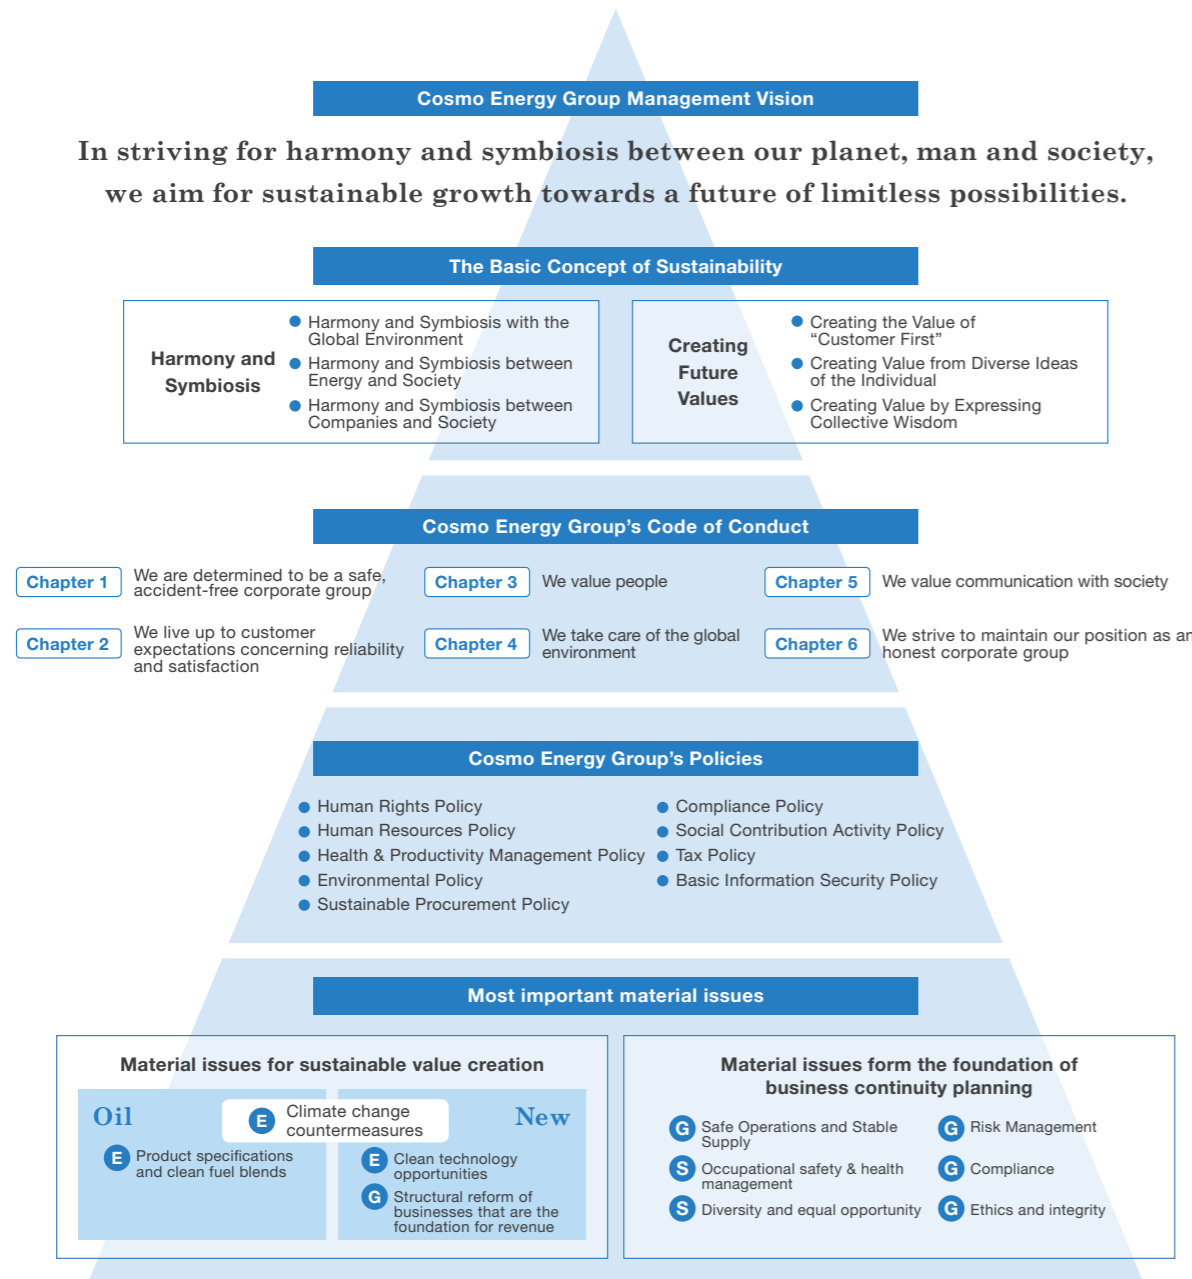 Cosmo Energy Group Management Vision
In striving for harmony and symbiosis between our planet, man and society,
we aim for sustainable growth towards a future of limitless possibilities.
The Basic Concept of Sustainability
Harmony and
Symbiosis
Harmony and Symbiosis with the
Global Environment
Harmony and Symbiosis between
Energy and Society
Harmony and Symbiosis between
Companies and Society
Creating
Future
Values
Creating the Value of
“Customer First”
Creating Value from Diverse Ideas
of the Individual
Creating Value by Expressing
Collective Wisdom
Cosmo Energy Group’s Code of Conduct
Chapter 1
We are determined to be a safe,
accident-free corporate group
Chapter 2
We live up to customer
expectations concerning reliability
and satisfaction
Chapter 3
We value people
Chapter 4
We take care of the global
environment
Chapter 5
We value communication with society
Chapter 6
We strive to maintain our position as an
honest corporate group
Cosmo Energy Group’s Policies
Human Rights Policy
Human Resources Policy
Health & Productivity Management Policy
Environmental Policy
Sustainable Procurement Policy
Compliance Policy
Social Contribution Activity Policy
Tax Policy
Basic Information Security Policy
Most important material issues
Material issues for sustainable value creation
Oil
E Climate change
countermeasures
New
E Product specifications
and clean fuel blends
E Clean technology
opportunities
G Structural reform of
businesses that are the
foundation for revenue
Material issues form the foundation of
business continuity planning
G Safe Operations and Stable
Supply
S Occupational safety & health
management
S Diversity and equal opportunity
G Risk Management
G Compliance
G Ethics and integrity